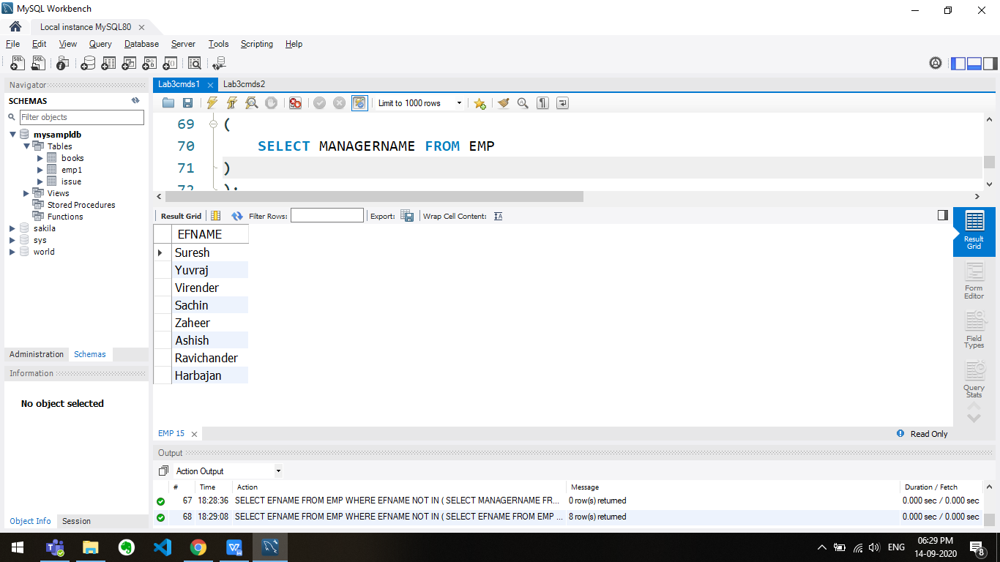 MySQL Workbench
Local instance MySQL80
File Edit View Query Database Server Tools Scripting Help
Navigator
SCHEMAS
Filter objects
mysampldb
Tables
books
emp1
issue
Views
Stored Procedures
Functions
sakila
sys
world
Administration Schemas
Information
No object selected
Object Info Session
Lab3cmds1 Lab3cmds2
Limit to 1000 rows
69 (
70 SELECT MANAGERNAME FROM EMP
71 )
72 );
Result Grid Filter Rows: Export: Wrap Cell Content:
EFNAME
Suresh
Yuvraj
Virender
Sachin
Zaheer
Ashish
Ravichander
Harbajan
Result
Grid
Form
Editor
Field
Types
Query
Stats
EMP 15 Read Only
Output
Action Output
# Time Action Message Duration / Fetch
67 18:28:36 SELECT EFNAME FROM EMP WHERE EFNAME NOT IN ( SELECT MANAGERNAME FR... 0 row(s) returned 0.000 sec / 0.000 sec
68 18:29:08 SELECT EFNAME FROM EMP WHERE EFNAME NOT IN ( SELECT EFNAME FROM EMP ... 8 row(s) returned 0.000 sec / 0.000 sec
ENG 06:29 PM
14-09-2020
8